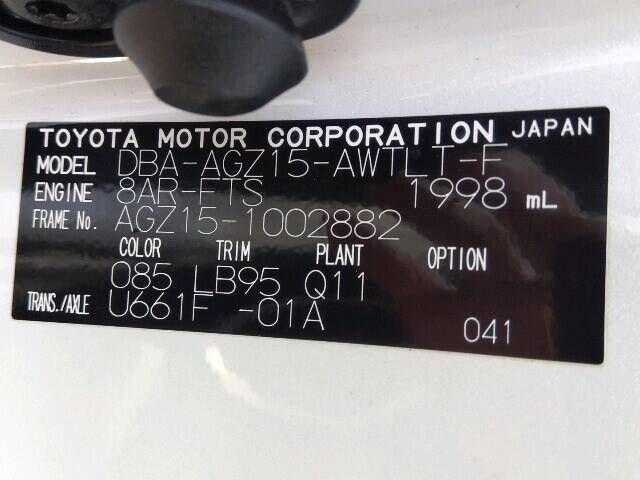 TOYOTA MOTOR CORPORATION JAPAN
MODEL DBA-AGZ15-AWTLT-F
ENGINE 8AR-FTS 1998 mL
FRAME No. AGZ15-1002882
COLOR TRIM PLANT OPTION
085 LB95 Q11
TRANS./AXLE U661F -01A
041